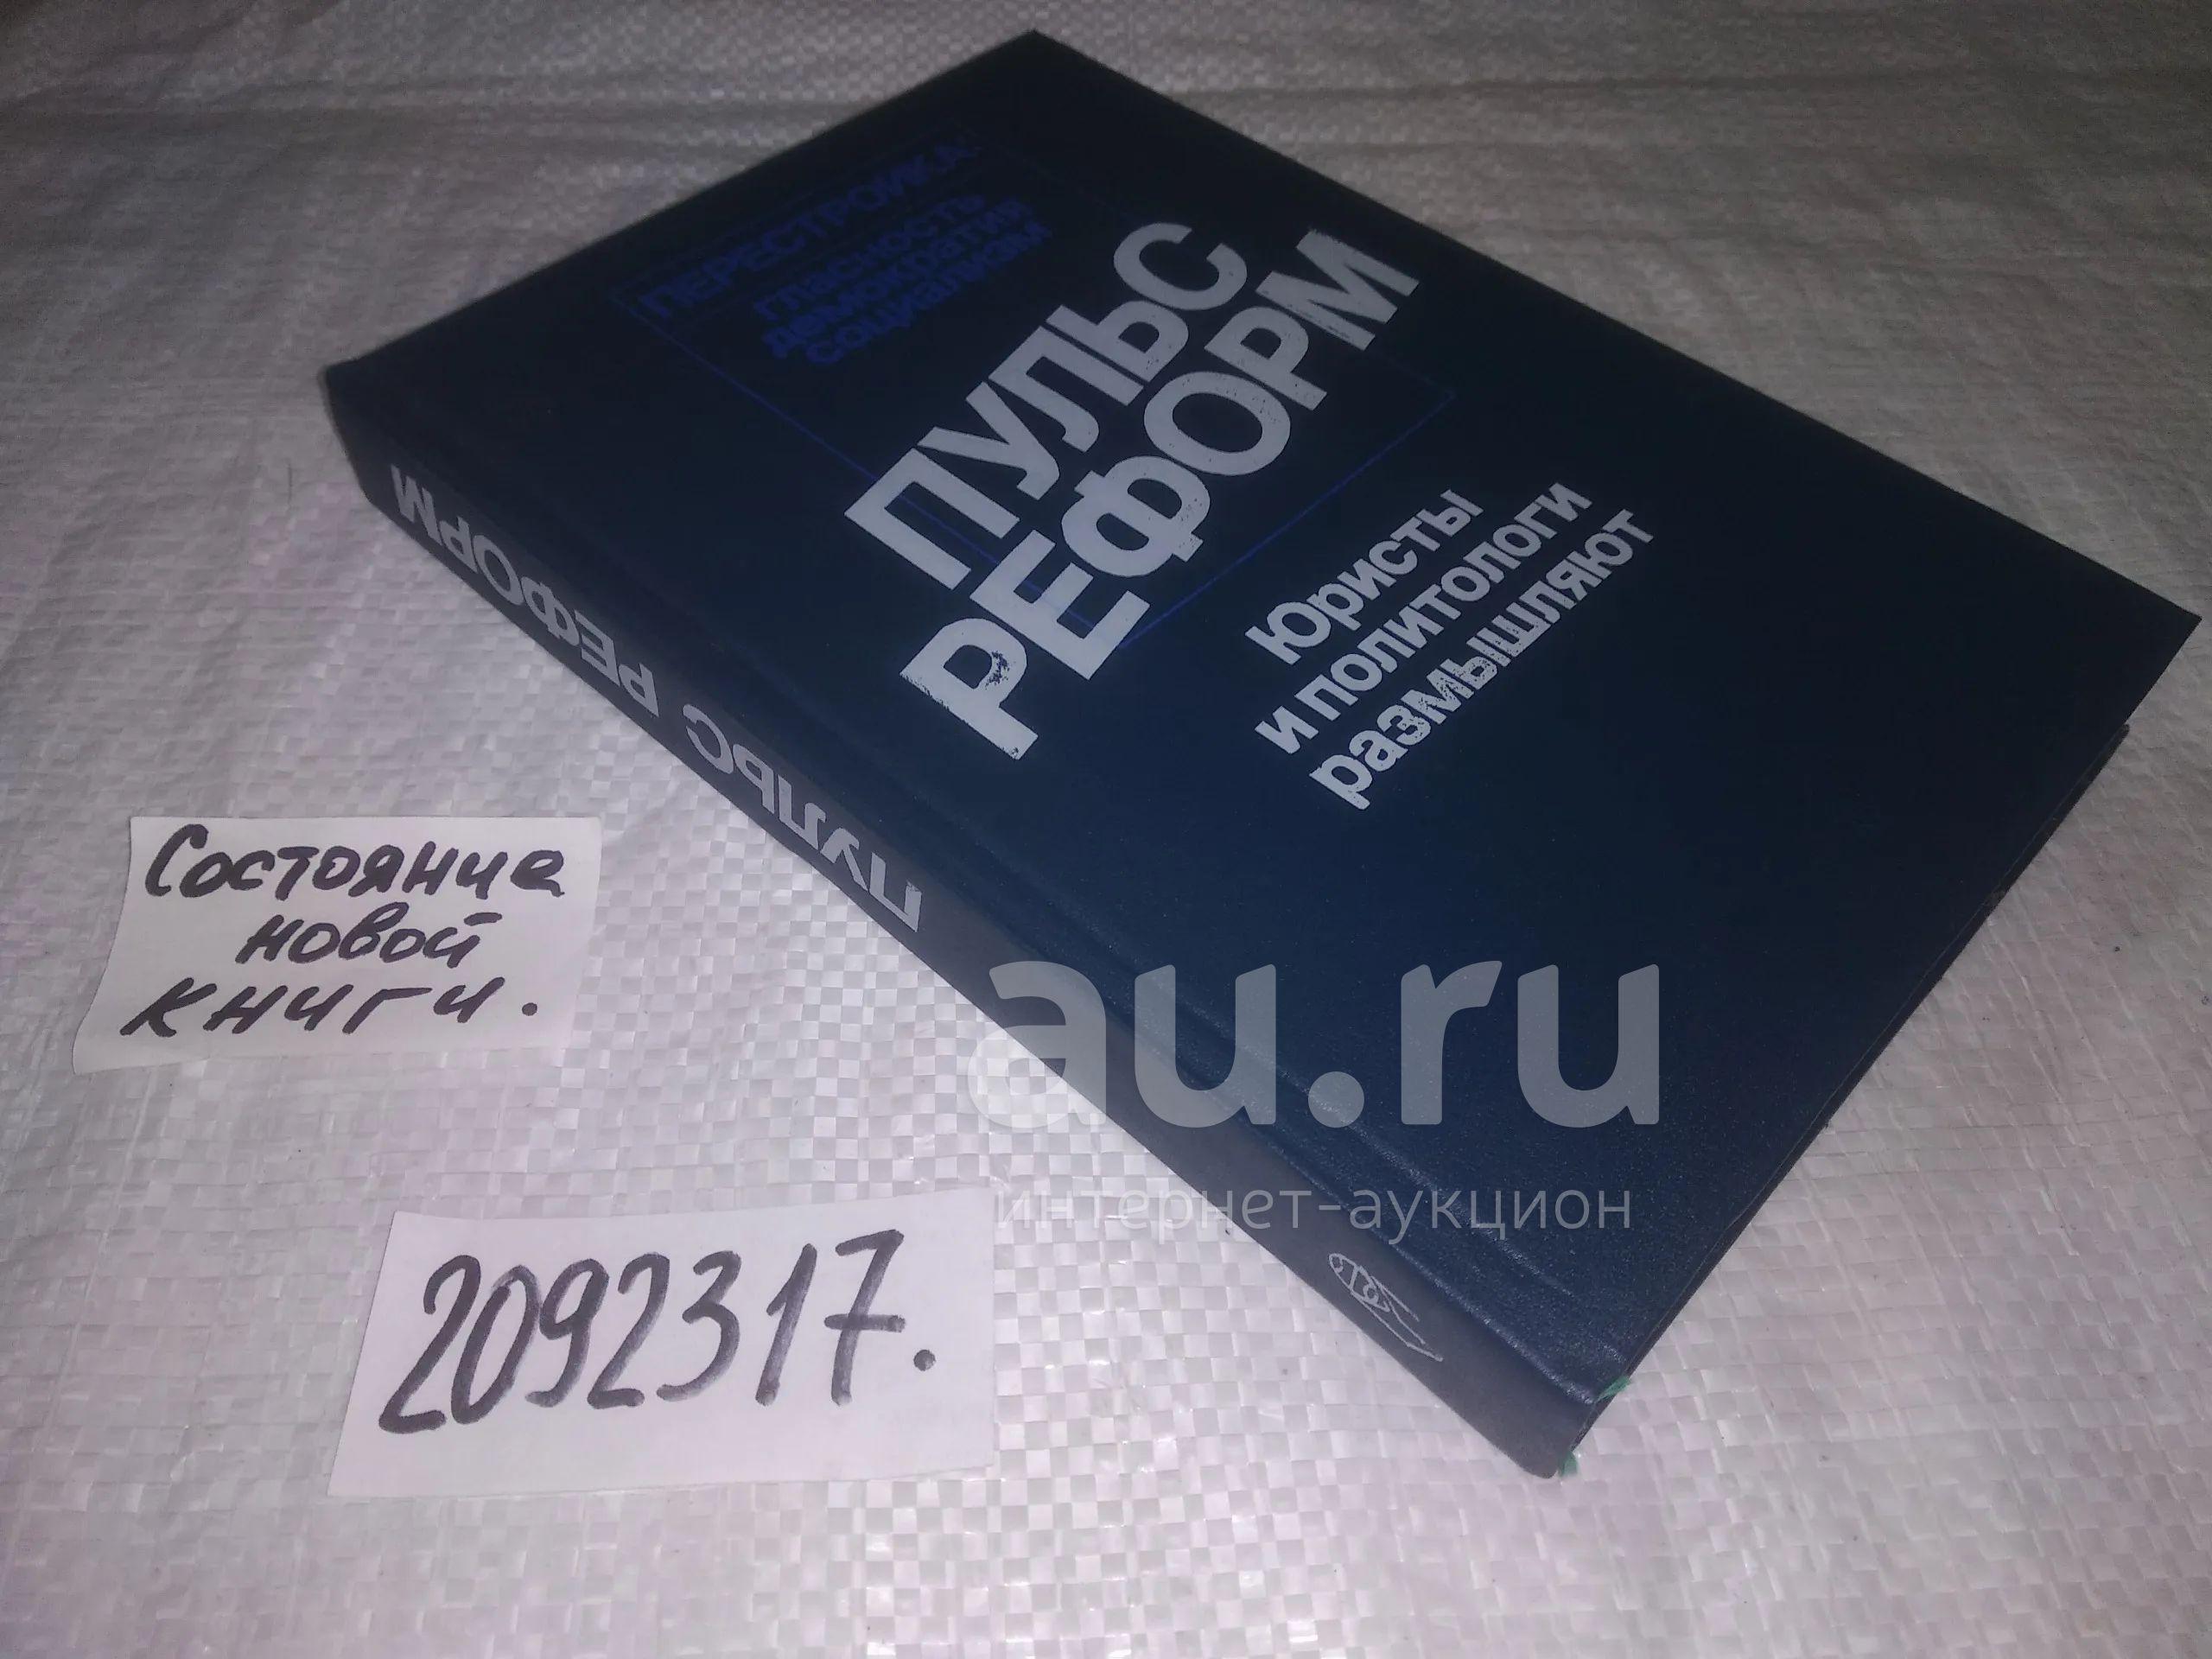 ПЕРЕСТРОЙКА:
гласность
демократия
социализм
ПУЛЬС
РЕФОРМ
Юристы
и политологи
размышляют
ПУЛЬС РЕФОРМ
Состояние
новой
книги.
2092317.
au.ru
интернет-аукцион